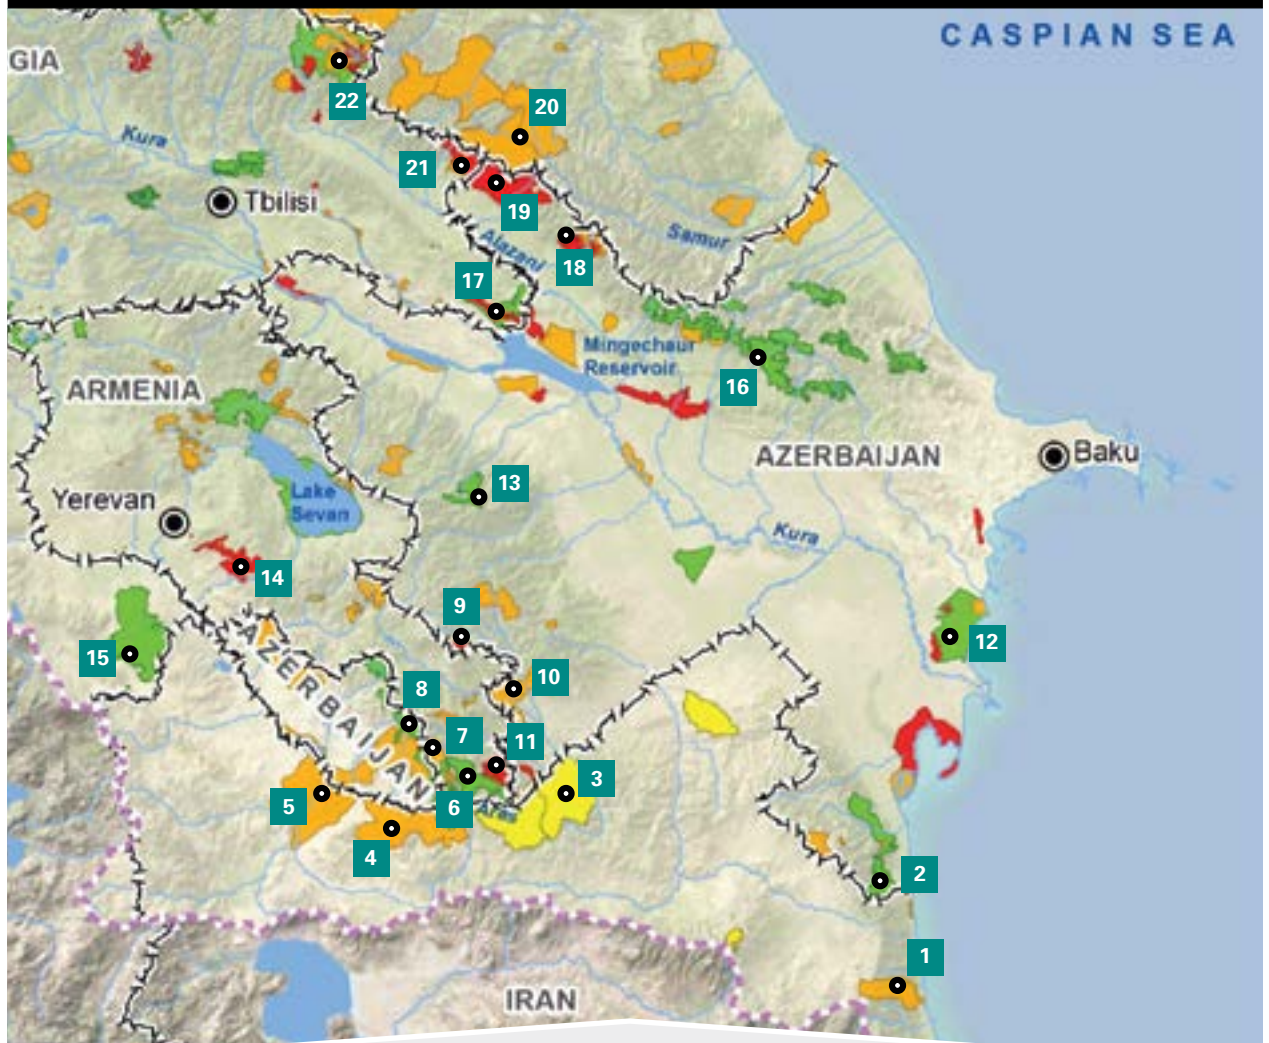 CASPIAN SEA
GIA
22
20
Kura
21
Tbilisi
19
Samur
Alazani
18
17
Mingechaur
Reservoir
16
ARMENIA
AZERBAIJAN
Baku
13
Yerevan
Lake
Sevan
Kura
14
9
12
15
AZERBAIJAN
10
8
7
11
3
5
6
Aras
4
2
1
IRAN